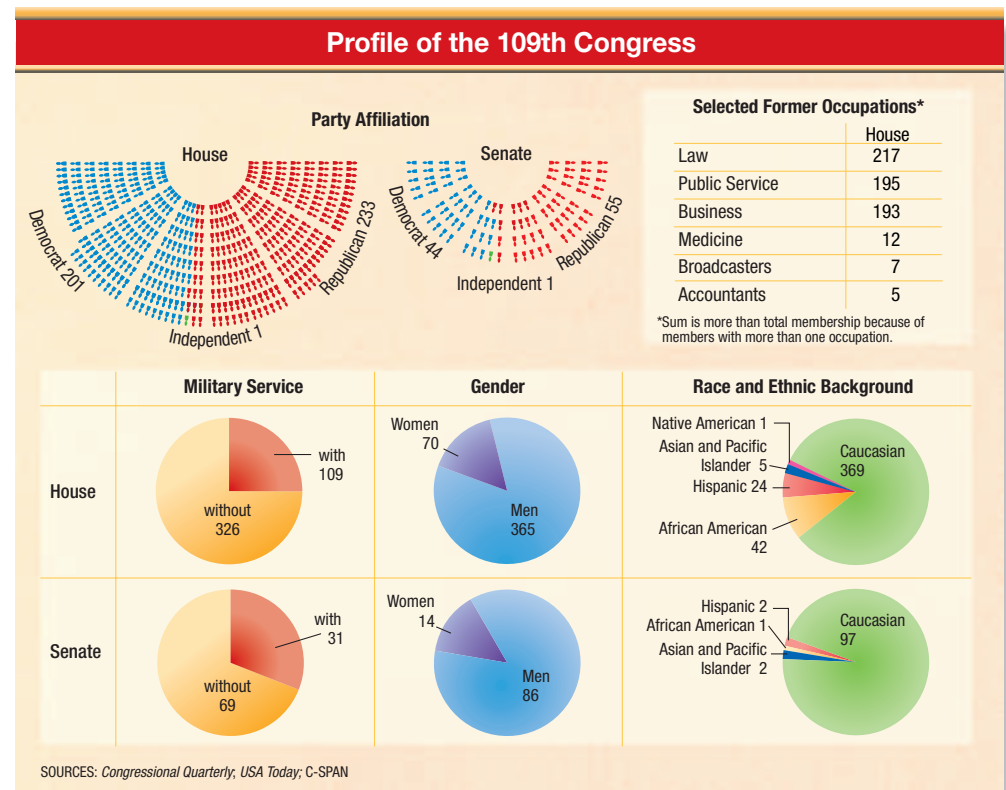 Profile of the 109th Congress
Party Affiliation
House
Democrat 201
Independent 1
Republican 233
Senate
Democrat 44
Independent 1
Republican 55
Selected Former Occupations*
House
Law 217
Public Service 195
Business 193
Medicine 12
Broadcasters 7
Accountants 5
*Sum is more than total membership because of
members with more than one occupation.
Military Service
Gender
Race and Ethnic Background
House
with
109
without
326
Women
70
Men
365
Native American 1
Asian and Pacific
Islander 5
Hispanic 24
African American
42
Caucasian
369
Senate
with
31
without
69
Women
14
Men
86
Hispanic 2
African American 1
Asian and Pacific
Islander 2
Caucasian
97
SOURCES: Congressional Quarterly; USA Today; C-SPAN